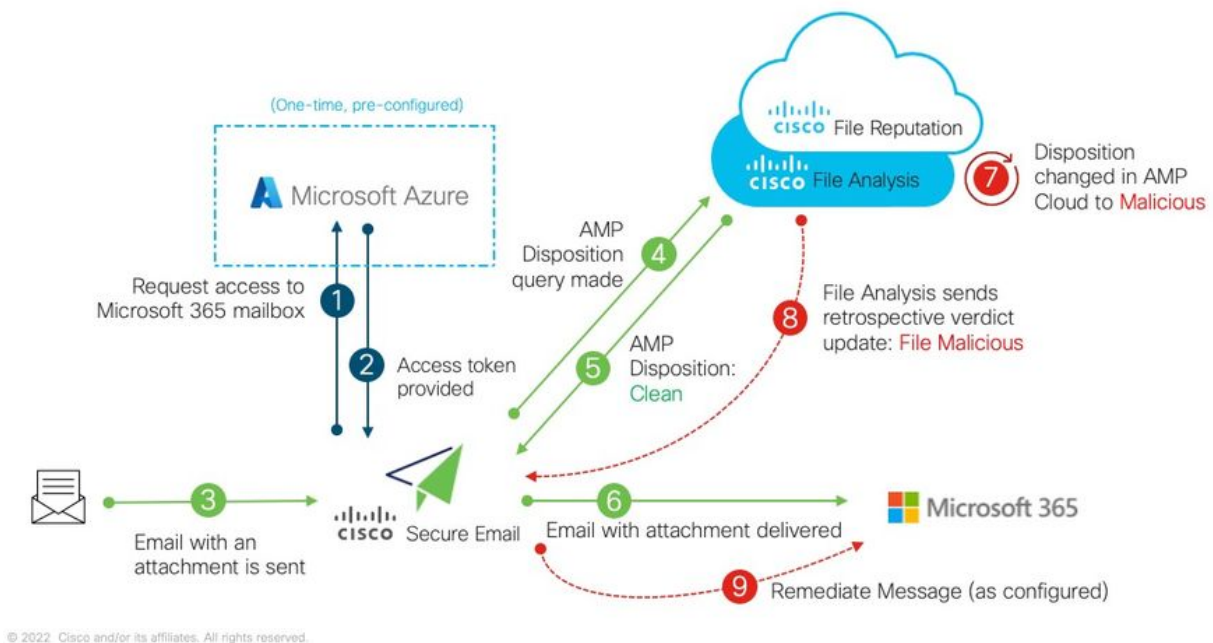 (One-time, pre-configured)
Microsoft Azure
CISCO File Reputation
CISCO File Analysis
7
Disposition
changed in AMP
Cloud to Malicious
Request access to
Microsoft 365 mailbox
1
2
Access token
provided
AMP
Disposition
query made
4
5
AMP
Disposition:
Clean
8
File Analysis sends
retrospective verdict
update: File Malicious
3
Email with an
attachment is sent
CISCO Secure Email
6
Email with attachment delivered
Microsoft 365
9
Remediate Message (as configured)
© 2022 Cisco and/or its affiliates. All rights reserved.